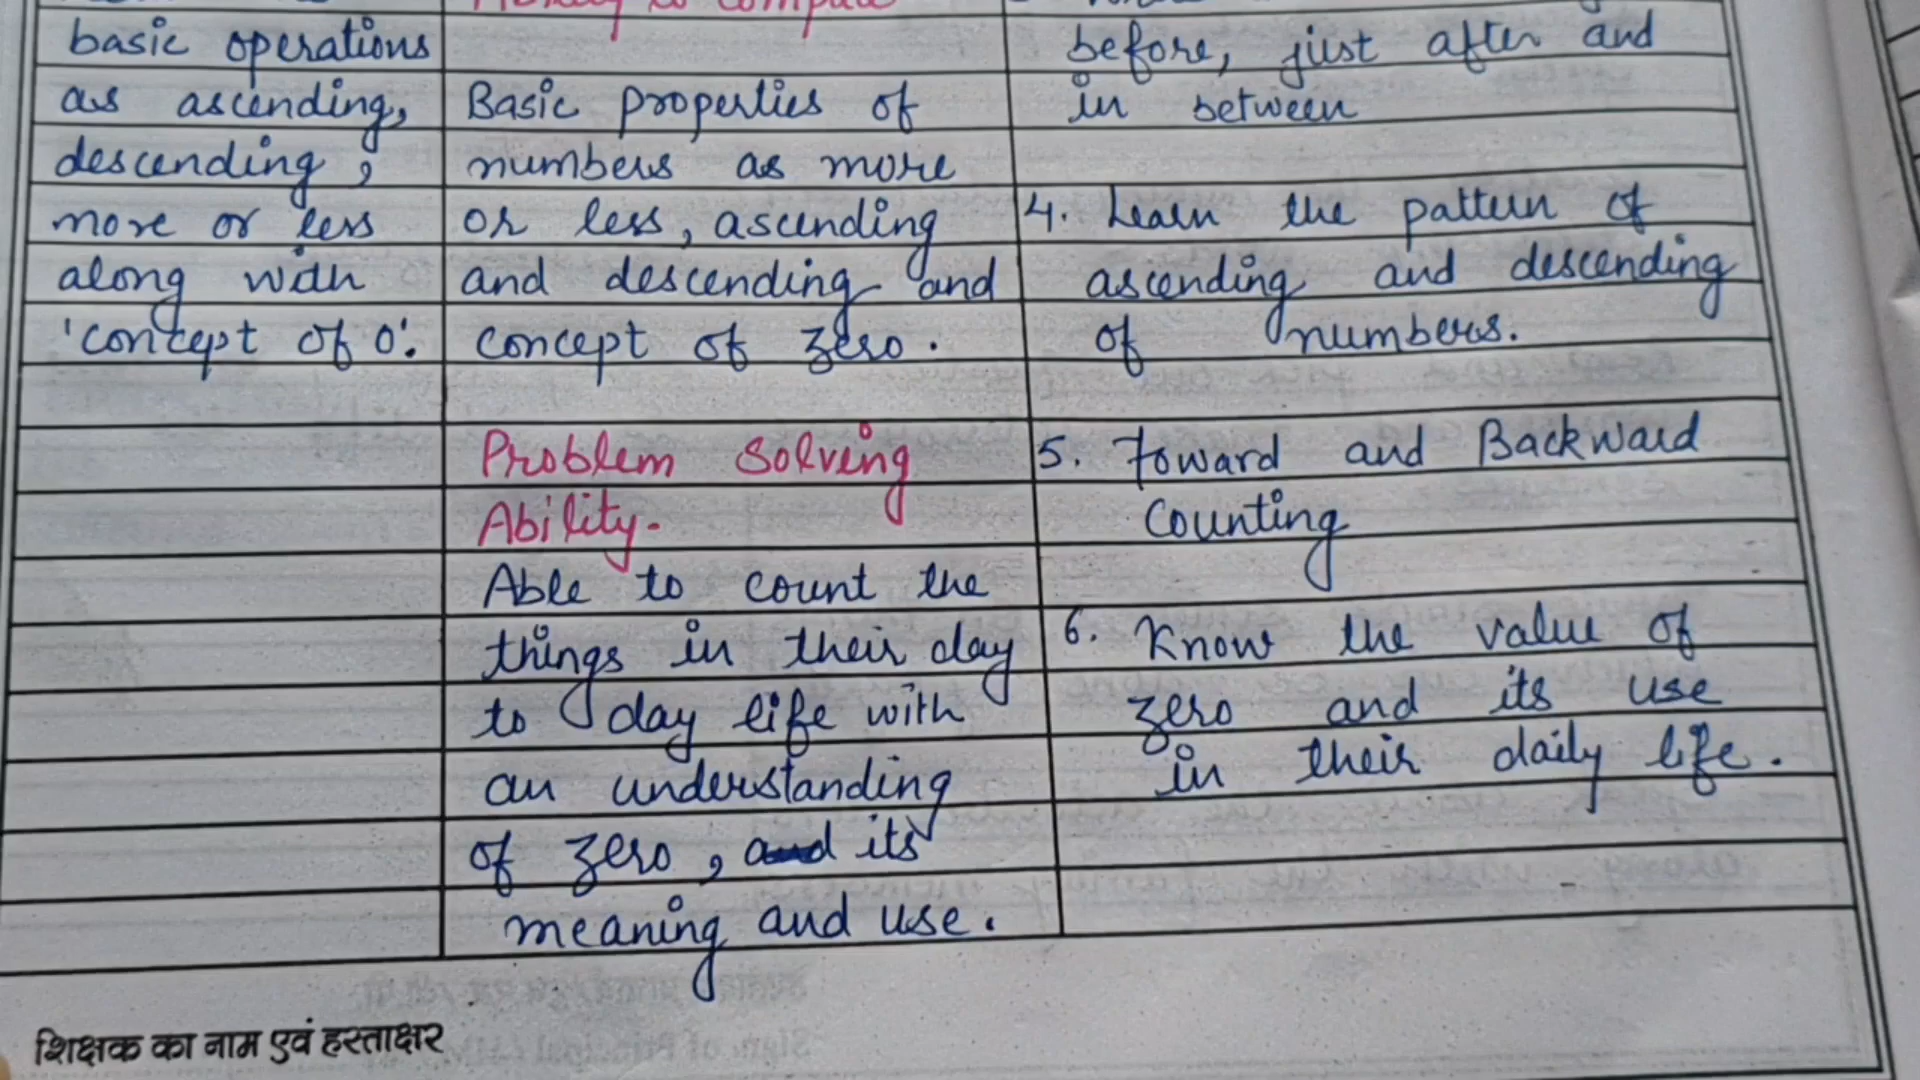 basic operations
as ascending,
descending,
more or less
along with
'concept of 0'.
to compute
Basic properties of
numbers as more
or less, ascending
and descending and
concept of zero.
Problem Solving
Ability-
Able to count the
things in their day
to day life with
an understanding
of zero, and its
meaning and use.
before, just after and
in between
4. Learn the pattern of
ascending and descending
of numbers.
5. Foward and Backward
Counting
6. Know the value of
zero and its use
in their daily life.
शिक्षक का नाम एवं हस्ताक्षर